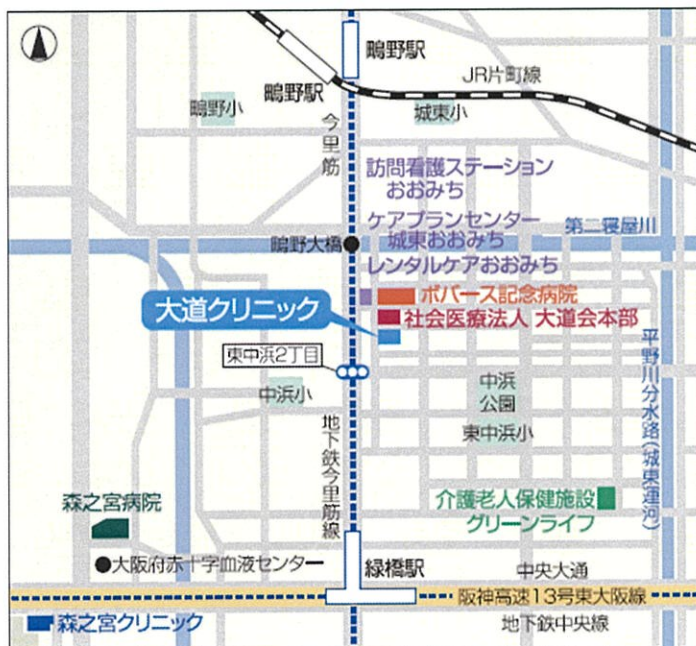 鴫野駅
JR片町線
鴫野駅
鴫野小
城東小
今里筋
訪問看護ステーション
おおみち
ケアプランセンター
城東おおみち
第二寝屋川
鴫野大橋
レンタルケアおおみち
ボバース記念病院
大道クリニック
社会医療法人 大道会本部
東中浜2丁目
平野川分水路(城東運河)
中浜小
中浜
公園
東中浜小
地下鉄今里筋線
森之宮病院
介護老人保健施設
グリーンライフ
大阪府赤十字血液センター
緑橋駅
中央大通
阪神高速13号東大阪線
地下鉄中央線
森之宮クリニック